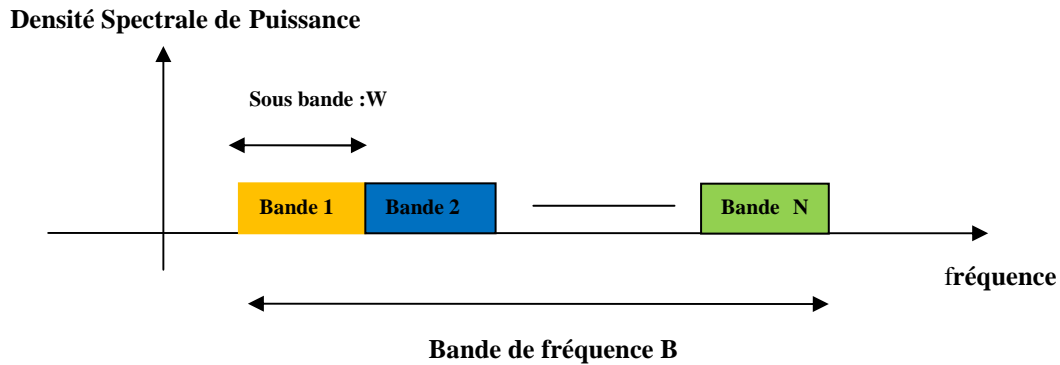 Densité Spectrale de Puissance
Sous bande :W
Bande 1
Bande 2
Bande N
fréquence
Bande de fréquence B